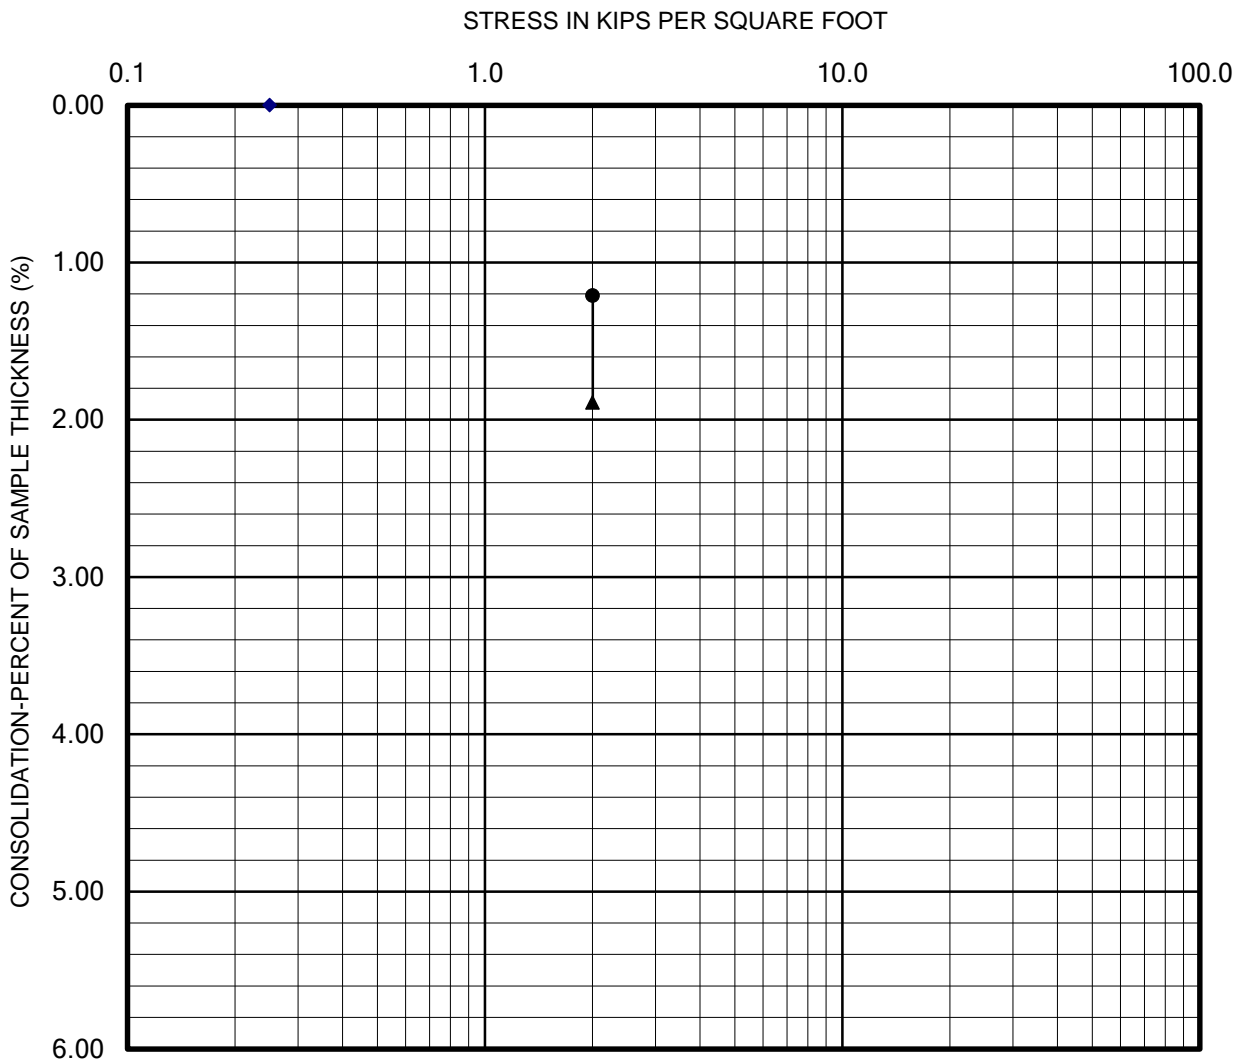 STRESS IN KIPS PER SQUARE FOOT
0.1 1.0 10.0 100.0
0.00
1.00
2.00
3.00
4.00
5.00
6.00
CONSOLIDATION-PERCENT OF SAMPLE THICKNESS (%)